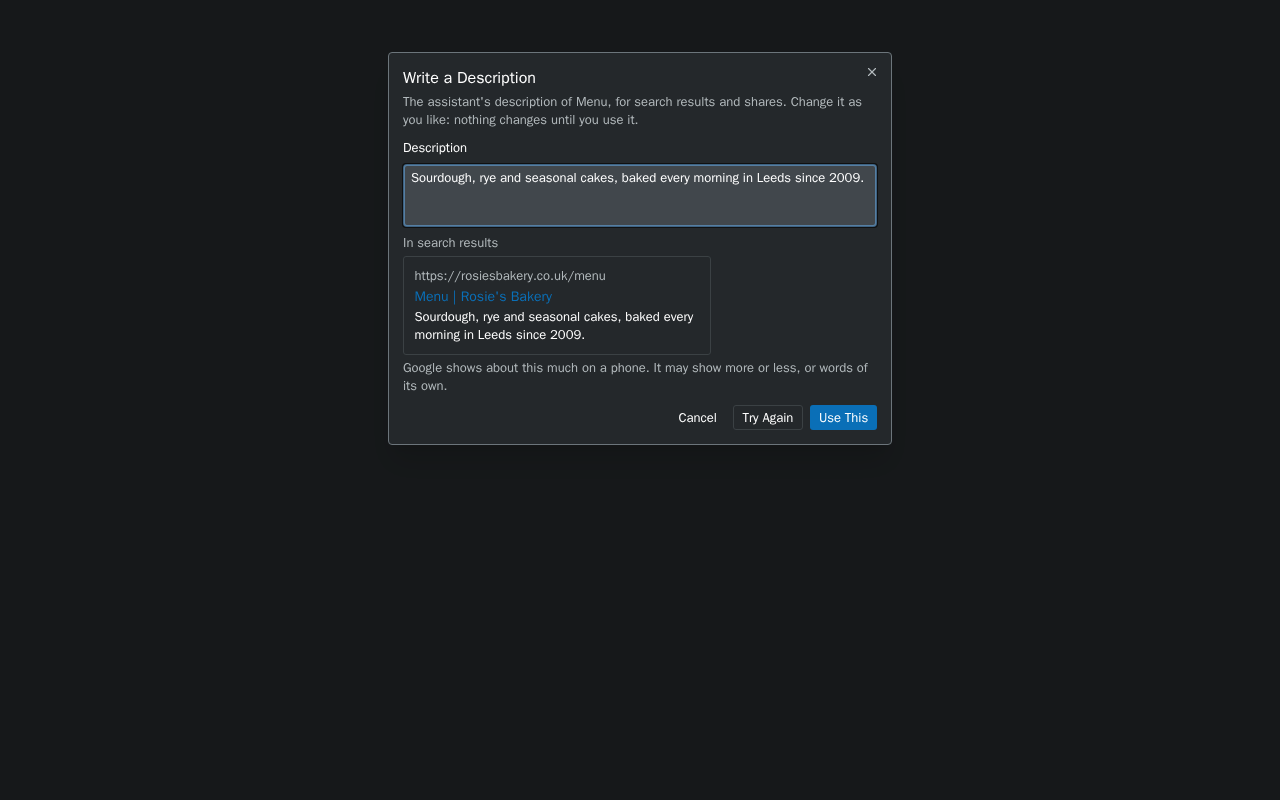 Write a Description
×
The assistant's description of Menu, for search results and shares. Change it as
you like: nothing changes until you use it.
Description
Sourdough, rye and seasonal cakes, baked every morning in Leeds since 2009.
In search results
https://rosiesbakery.co.uk/menu
Menu | Rosie's Bakery
Sourdough, rye and seasonal cakes, baked every
morning in Leeds since 2009.
Google shows about this much on a phone. It may show more or less, or words of
its own.
Cancel
Try Again
Use This